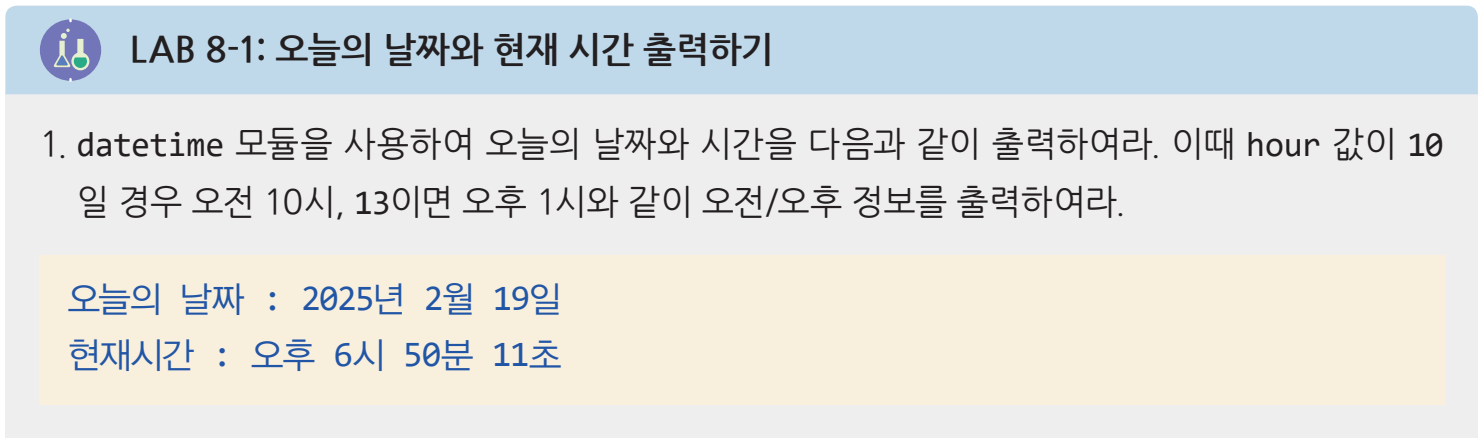 LAB 8-1: 오늘의 날짜와 현재 시간 출력하기
1. datetime 모듈을 사용하여 오늘의 날짜와 시간을 다음과 같이 출력하여라. 이때 hour 값이 10
일 경우 오전 10시, 13이면 오후 1시와 같이 오전/오후 정보를 출력하여라.
오늘의 날짜 : 2025년 2월 19일
현재시간 : 오후 6시 50분 11초